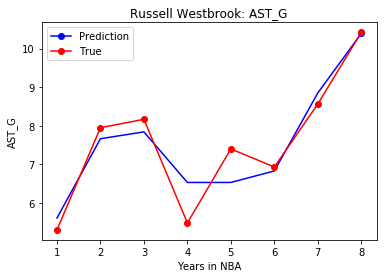 Russell Westbrook: AST_G
Prediction
True
10
9
8
7
6
AST_G
1 2 3 4 5 6 7 8
Years in NBA